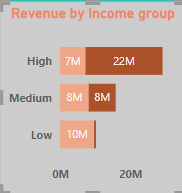 Revenue by Income group
High 7M 22M
Medium 8M 8M
Low 10M
0M 20M